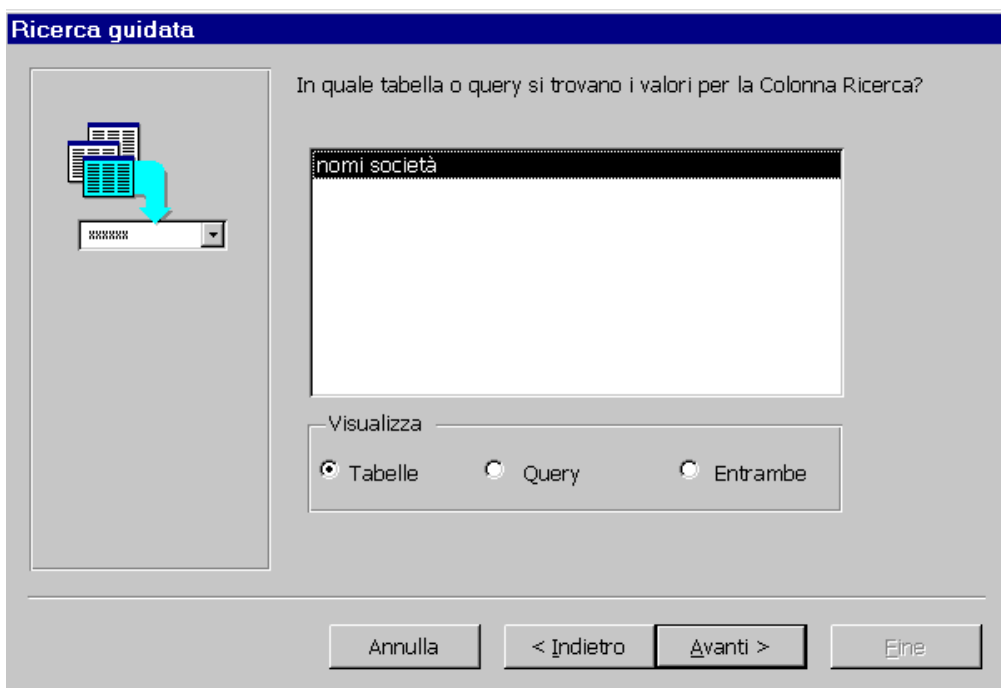 Ricerca guidata
In quale tabella o query si trovano i valori per la Colonna Ricerca?
nomi società
xxxxxx
Visualizza
Tabelle Query Entrambe
Annulla < Indietro Avanti > Fine